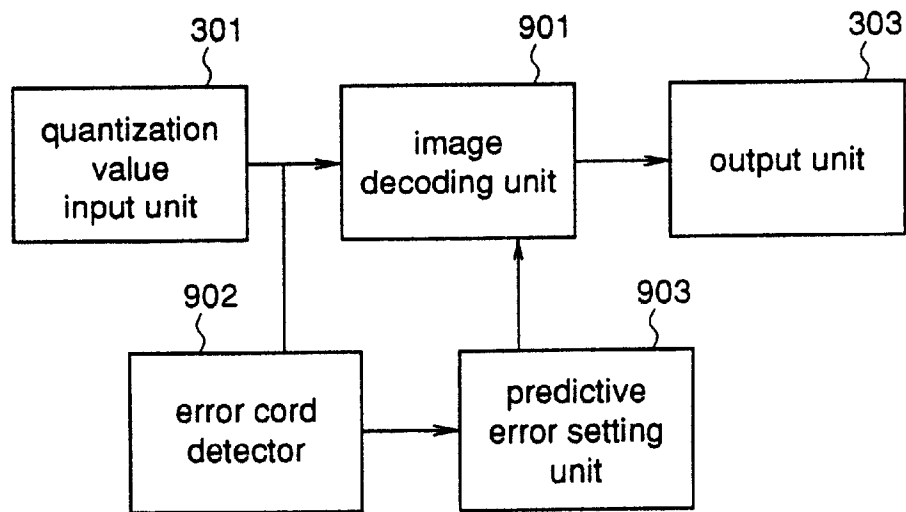 301
901
303
quantization
value
input unit
image
decoding unit
output unit
902
903
error cord
detector
predictive
error setting
unit